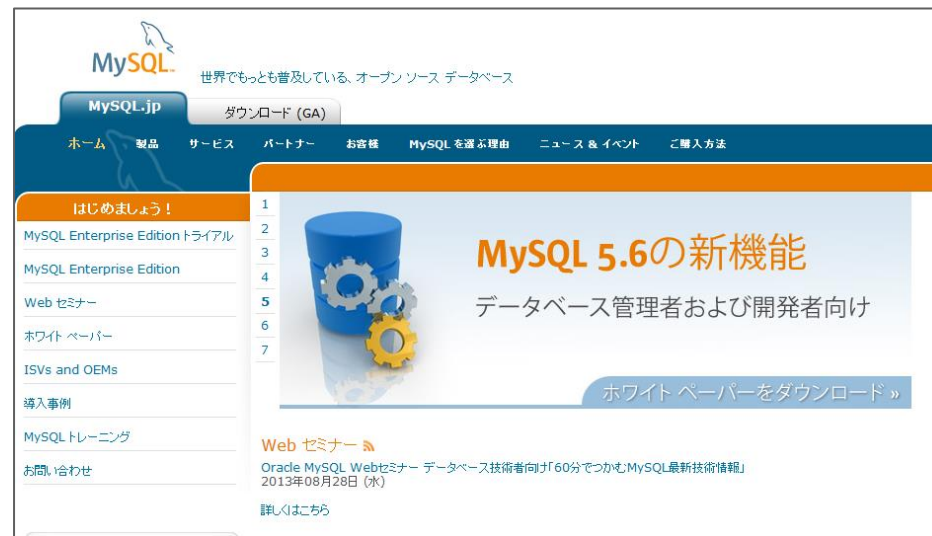 MySQL™
世界でもっとも普及している、オープン ソース データベース
MySQL.jp ダウンロード (GA)
ホーム 製品 サービス パートナー お客様 MySQL を選ぶ理由 ニュース & イベント ご購入方法
はじめましょう！
MySQL Enterprise Edition トライアル
MySQL Enterprise Edition
Web セミナー
ホワイト ペーパー
ISVs and OEMs
導入事例
MySQL トレーニング
お問い合わせ
1
2
3
4
5
6
7
MySQL 5.6の新機能
データベース管理者および開発者向け
ホワイト ペーパーをダウンロード »
Web セミナー
Oracle MySQL Webセミナー データベース技術者向け「60分でつかむMySQL最新技術情報」
2013年08月28日 (水)
詳しくはこちら